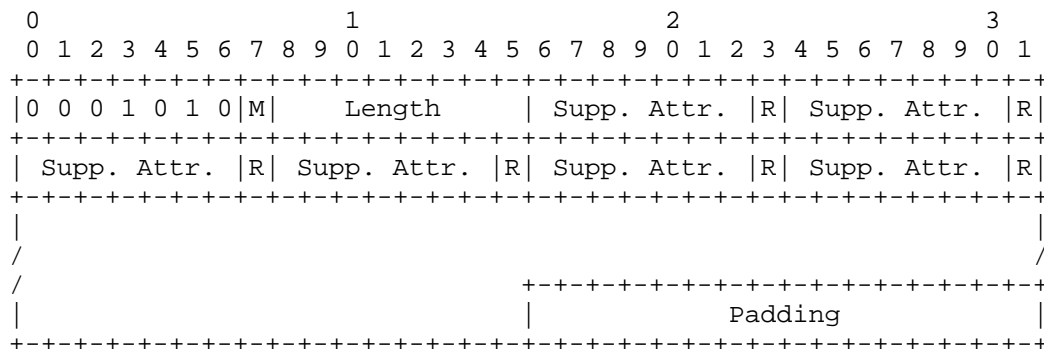 0                   1                   2                   3
 0 1 2 3 4 5 6 7 8 9 0 1 2 3 4 5 6 7 8 9 0 1 2 3 4 5 6 7 8 9 0 1
+-+-+-+-+-+-+-+-+-+-+-+-+-+-+-+-+-+-+-+-+-+-+-+-+-+-+-+-+-+-+-+-+
|0 0 0 1 0 1 0|M|    Length     | Supp. Attr. |R| Supp. Attr. |R|
+-+-+-+-+-+-+-+-+-+-+-+-+-+-+-+-+-+-+-+-+-+-+-+-+-+-+-+-+-+-+-+-+
| Supp. Attr. |R| Supp. Attr. |R| Supp. Attr. |R| Supp. Attr. |R|
+-+-+-+-+-+-+-+-+-+-+-+-+-+-+-+-+-+-+-+-+-+-+-+-+-+-+-+-+-+-+-+-+
|                                                               |
/                                                               /
/                               +-+-+-+-+-+-+-+-+-+-+-+-+-+-+-+-+
|                               |            Padding            |
+-+-+-+-+-+-+-+-+-+-+-+-+-+-+-+-+-+-+-+-+-+-+-+-+-+-+-+-+-+-+-+-+